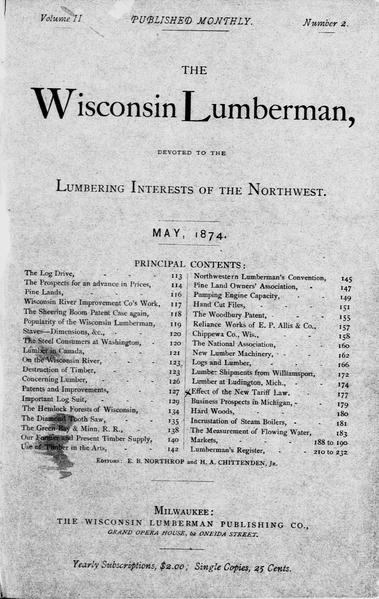 Volume II
PUBLISHED MONTHLY.
Number 2.
THE
Wisconsin Lumberman,
DEVOTED TO THE
LUMBERING INTERESTS OF THE NORTHWEST.
MAY, 1874.
PRINCIPAL CONTENTS:
The Log Drive, 113
The Prospects for an advance in Prices, 114
Pine Lands, 116
Wisconsin River Improvement Co's Work, 117
The Sheering Boom Patent Case again, 118
Popularity of the Wisconsin Lumberman, 119
Staves—Dimensions, &c., 120
The Steel Consumers at Washington, 120
Lumber in Canada, 121
On the Wisconsin River, 123
Destruction of Timber, 123
Concerning Lumber, 126
Patents and Improvements, 127
Important Log Suit, 129
The Hemlock Forests of Wisconsin, 134
The Diamond Tooth Saw, 135
The Green Bay & Minn. R. R., 138
Our Former and Present Timber Supply, 140
Use of Timber in the Arts, 142
Northwestern Lumberman's Convention, 145
Pine Land Owners' Association, 147
Pumping Engine Capacity, 149
Hand Cut Files, 151
The Woodbury Patent, 155
Reliance Works of E. P. Allis & Co., 157
Chippewa Co., Wis., 158
The National Association, 160
New Lumber Machinery, 162
Logs and Lumber, 166
Lumbe: Shipments from Williamsport, 172
Lumber at Ludington, Mich., 174
Effect of the New Tariff Law. 177
Business Prospects in Michigan, 179
Hard Woods, 180
Incrustation of Steam Boilers, 181
The Measurement of Flowing Water, 183
Markets, 188 to 190
Lumberman's Register, 210 to 232
EDITORS: E. B. NORTHROP and H. A. CHITTENDEN, Jr.
MILWAUKEE:
THE WISCONSIN LUMBERMAN PUBLISHING CO.,
GRAND OPERA HOUSE, 62 ONEIDA STREET.
Yearly Subscriptions, $2.00; Single Copies, 25 Cents.